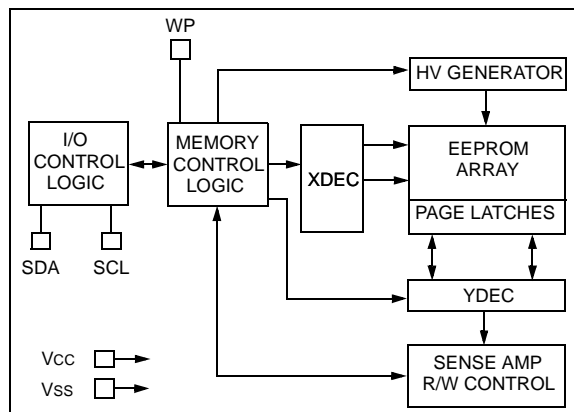 WP
HV GENERATOR
I/O
CONTROL
LOGIC
MEMORY
CONTROL
LOGIC
XDEC
EEPROM
ARRAY
PAGE LATCHES
SDA
SCL
YDEC
Vcc
Vss
SENSE AMP
R/W CONTROL